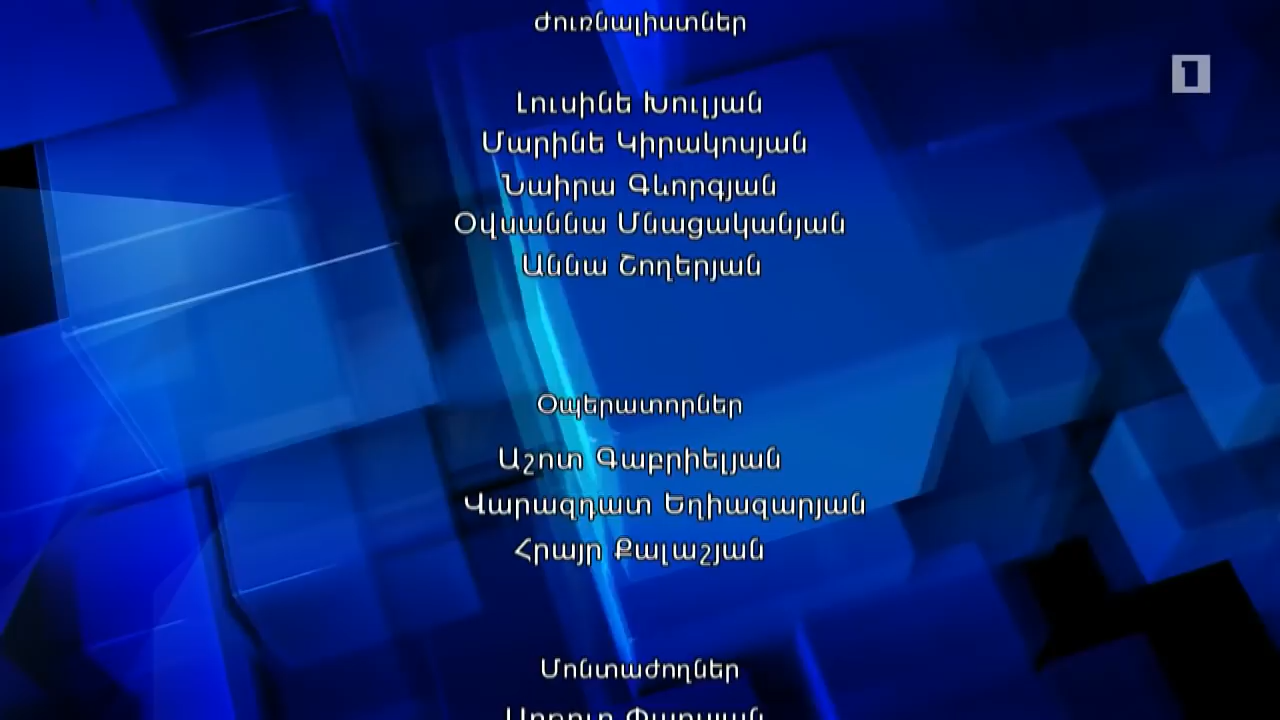 Ժուռնալիստներ
1
Լուսինե Խուլյան
Մարինե Կիրակոսյան
Նաիրա Գևորգյան
Օվսաննա Մնացականյան
Աննա Շողերյան
Օպերատորներ
Աշոտ Գաբրիելյան
Վարազդատ Եղիազարյան
Հրայր Քալաշյան
Մոնտաժողներ